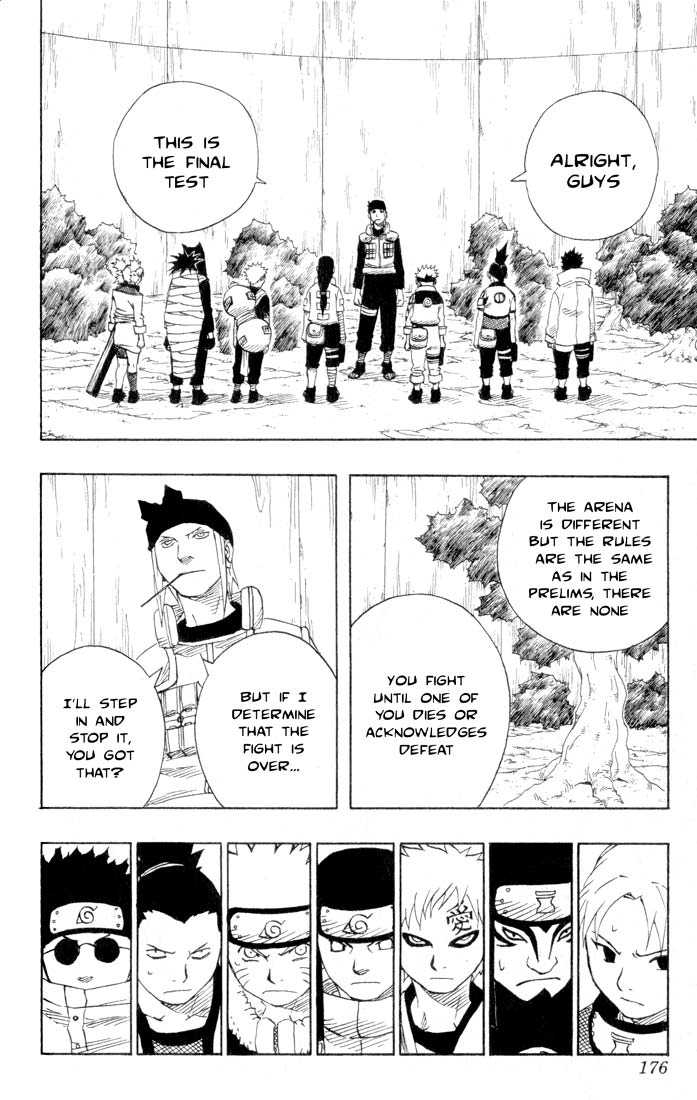 ALRIGHT,
GUYS
THIS IS
THE FINAL
TEST
THE ARENA
IS DIFFERENT
BUT THE RULES
ARE THE SAME
AS IN THE
PRELIMS, THERE
ARE NONE
YOU FIGHT
UNTIL ONE OF
YOU DIES OR
ACKNOWLEDGES
DEFEAT
BUT IF I
DETERMINE
THAT THE
FIGHT IS
OVER...
I'LL STEP
IN AND
STOP IT,
YOU GOT
THAT?
愛
176